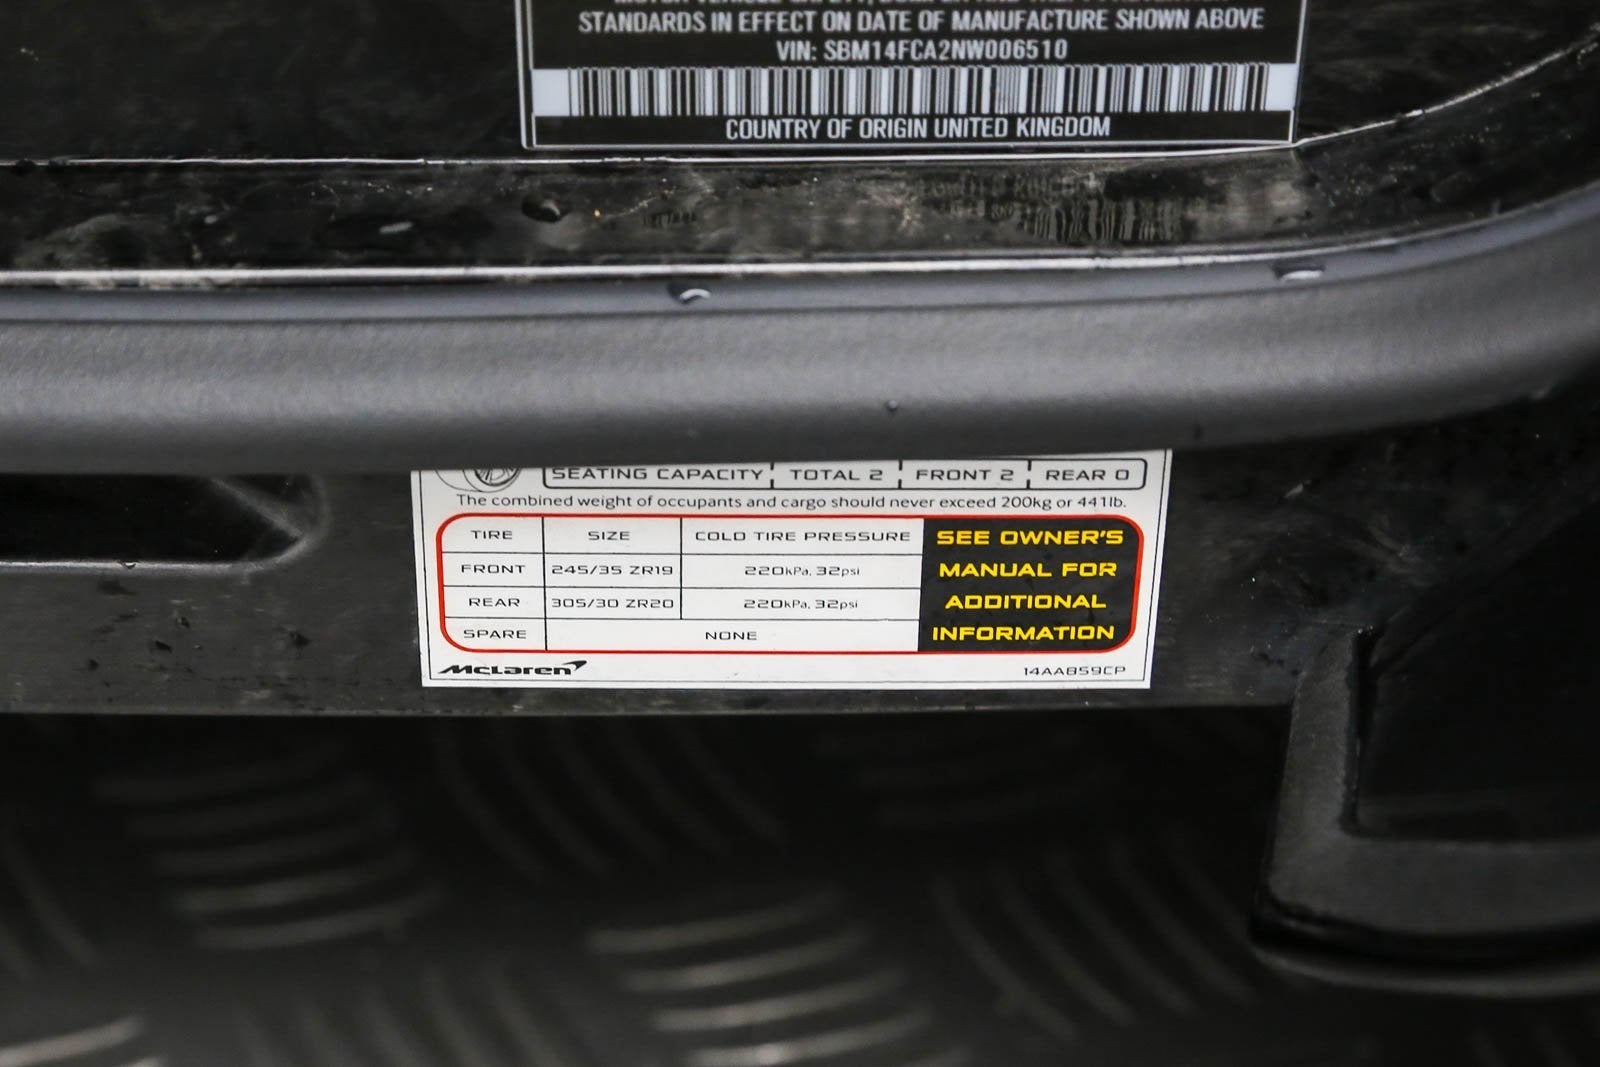 STANDARDS IN EFFECT ON DATE OF MANUFACTURE SHOWN ABOVE
VIN: SBM14FCA2NW006510
COUNTRY OF ORIGIN UNITED KINGDOM
SEATING CAPACITY TOTAL 2 FRONT 2 REAR 0
The combined weight of occupants and cargo should never exceed 200kg or 441lb.
TIRE SIZE COLD TIRE PRESSURE SEE OWNER'S
FRONT 245/35 ZR19 220kPa, 32psi MANUAL FOR
REAR 305/30 ZR20 220kPa, 32psi ADDITIONAL
SPARE NONE INFORMATION
McLaren 14AA859CP